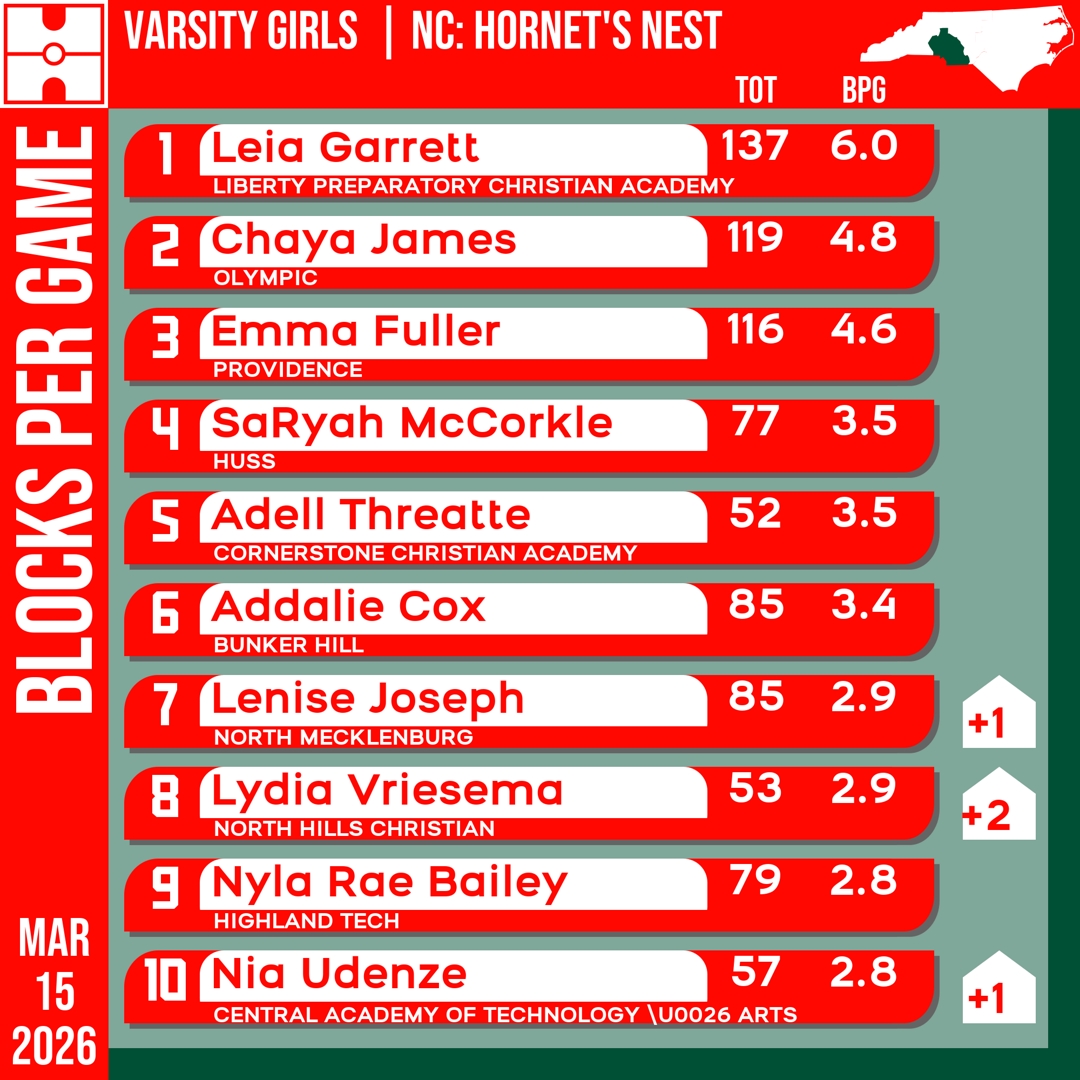 VARSITY GIRLS | NC: HORNET'S NEST
TOT BPG
BLOCKS PER GAME
1 Leia Garrett 137 6.0
LIBERTY PREPARATORY CHRISTIAN ACADEMY
2 Chaya James 119 4.8
OLYMPIC
3 Emma Fuller 116 4.6
PROVIDENCE
4 SaRyah McCorkle 77 3.5
HUSS
5 Adell Threatte 52 3.5
CORNERSTONE CHRISTIAN ACADEMY
6 Addalie Cox 85 3.4
BUNKER HILL
7 Lenise Joseph 85 2.9 +1
NORTH MECKLENBURG
8 Lydia Vriesema 53 2.9 +2
NORTH HILLS CHRISTIAN
9 Nyla Rae Bailey 79 2.8
HIGHLAND TECH
10 Nia Udenze 57 2.8 +1
CENTRAL ACADEMY OF TECHNOLOGY \U0026 ARTS
MAR
15
2026